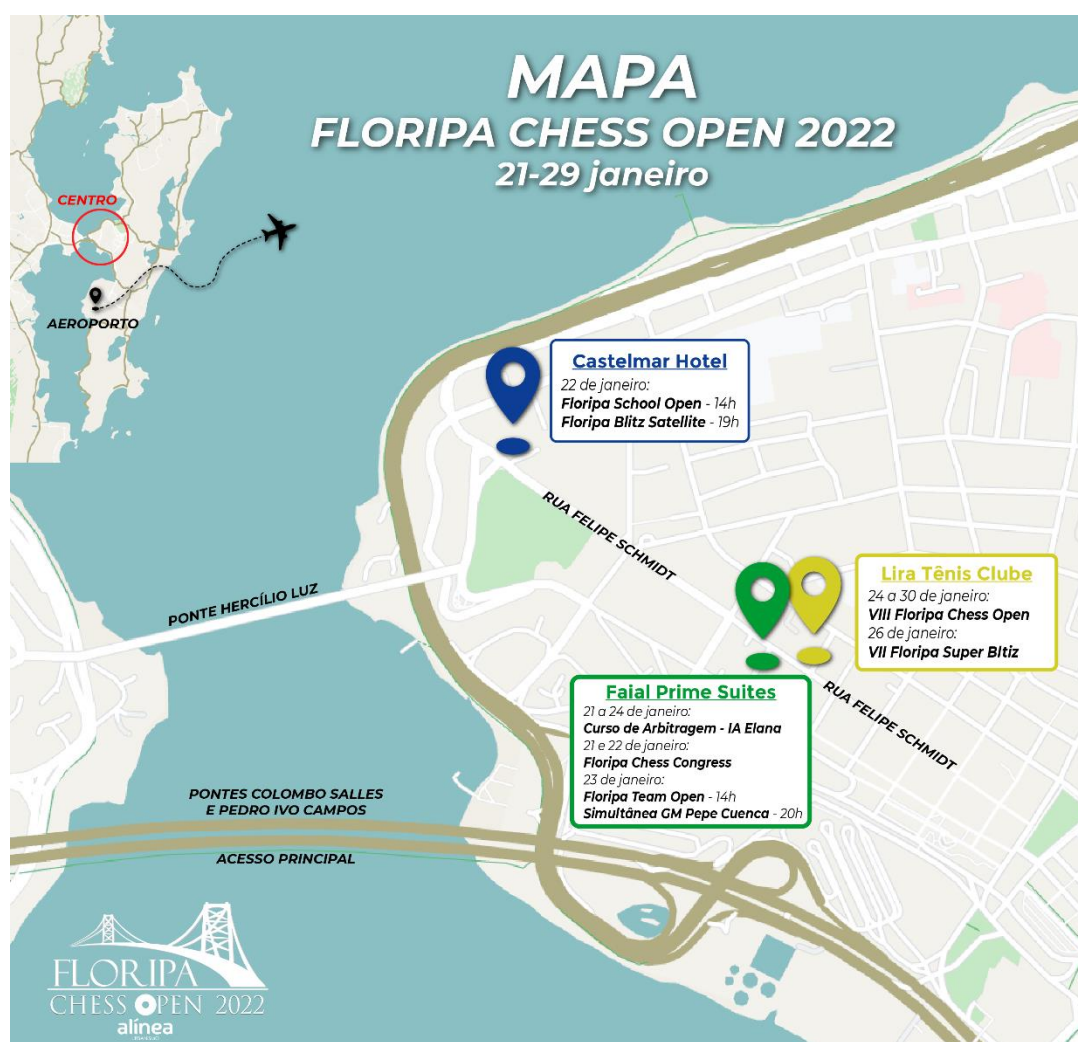 MAPA
FLORIPA CHESS OPEN 2022
21-29 janeiro
CENTRO
AEROPORTO
Castelmar Hotel
22 de janeiro:
Floripa School Open - 14h
Floripa Blitz Satellite - 19h
RUA FELIPE SCHMIDT
PONTE HERCÍLIO LUZ
Lira Tênis Clube
24 a 30 de janeiro:
VIII Floripa Chess Open
26 de janeiro:
VII Floripa Super Bltiz
Faial Prime Suites
21 a 24 de janeiro:
Curso de Arbitragem - IA Elana
21 e 22 de janeiro:
Floripa Chess Congress
23 de janeiro:
Floripa Team Open - 14h
Simultânea GM Pepe Cuenca - 20h
RUA FELIPE SCHMIDT
PONTES COLOMBO SALLES
E PEDRO IVO CAMPOS
ACESSO PRINCIPAL
FLORIPA
CHESS OPEN 2022
alínea